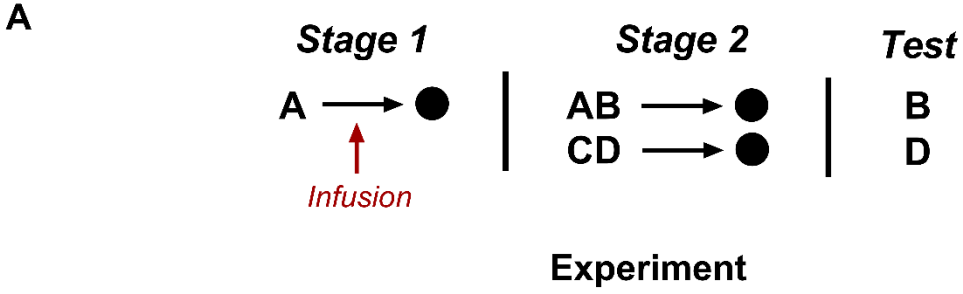 A
Stage 1 Stage 2 Test
A AB B
CD D
Infusion
Experiment